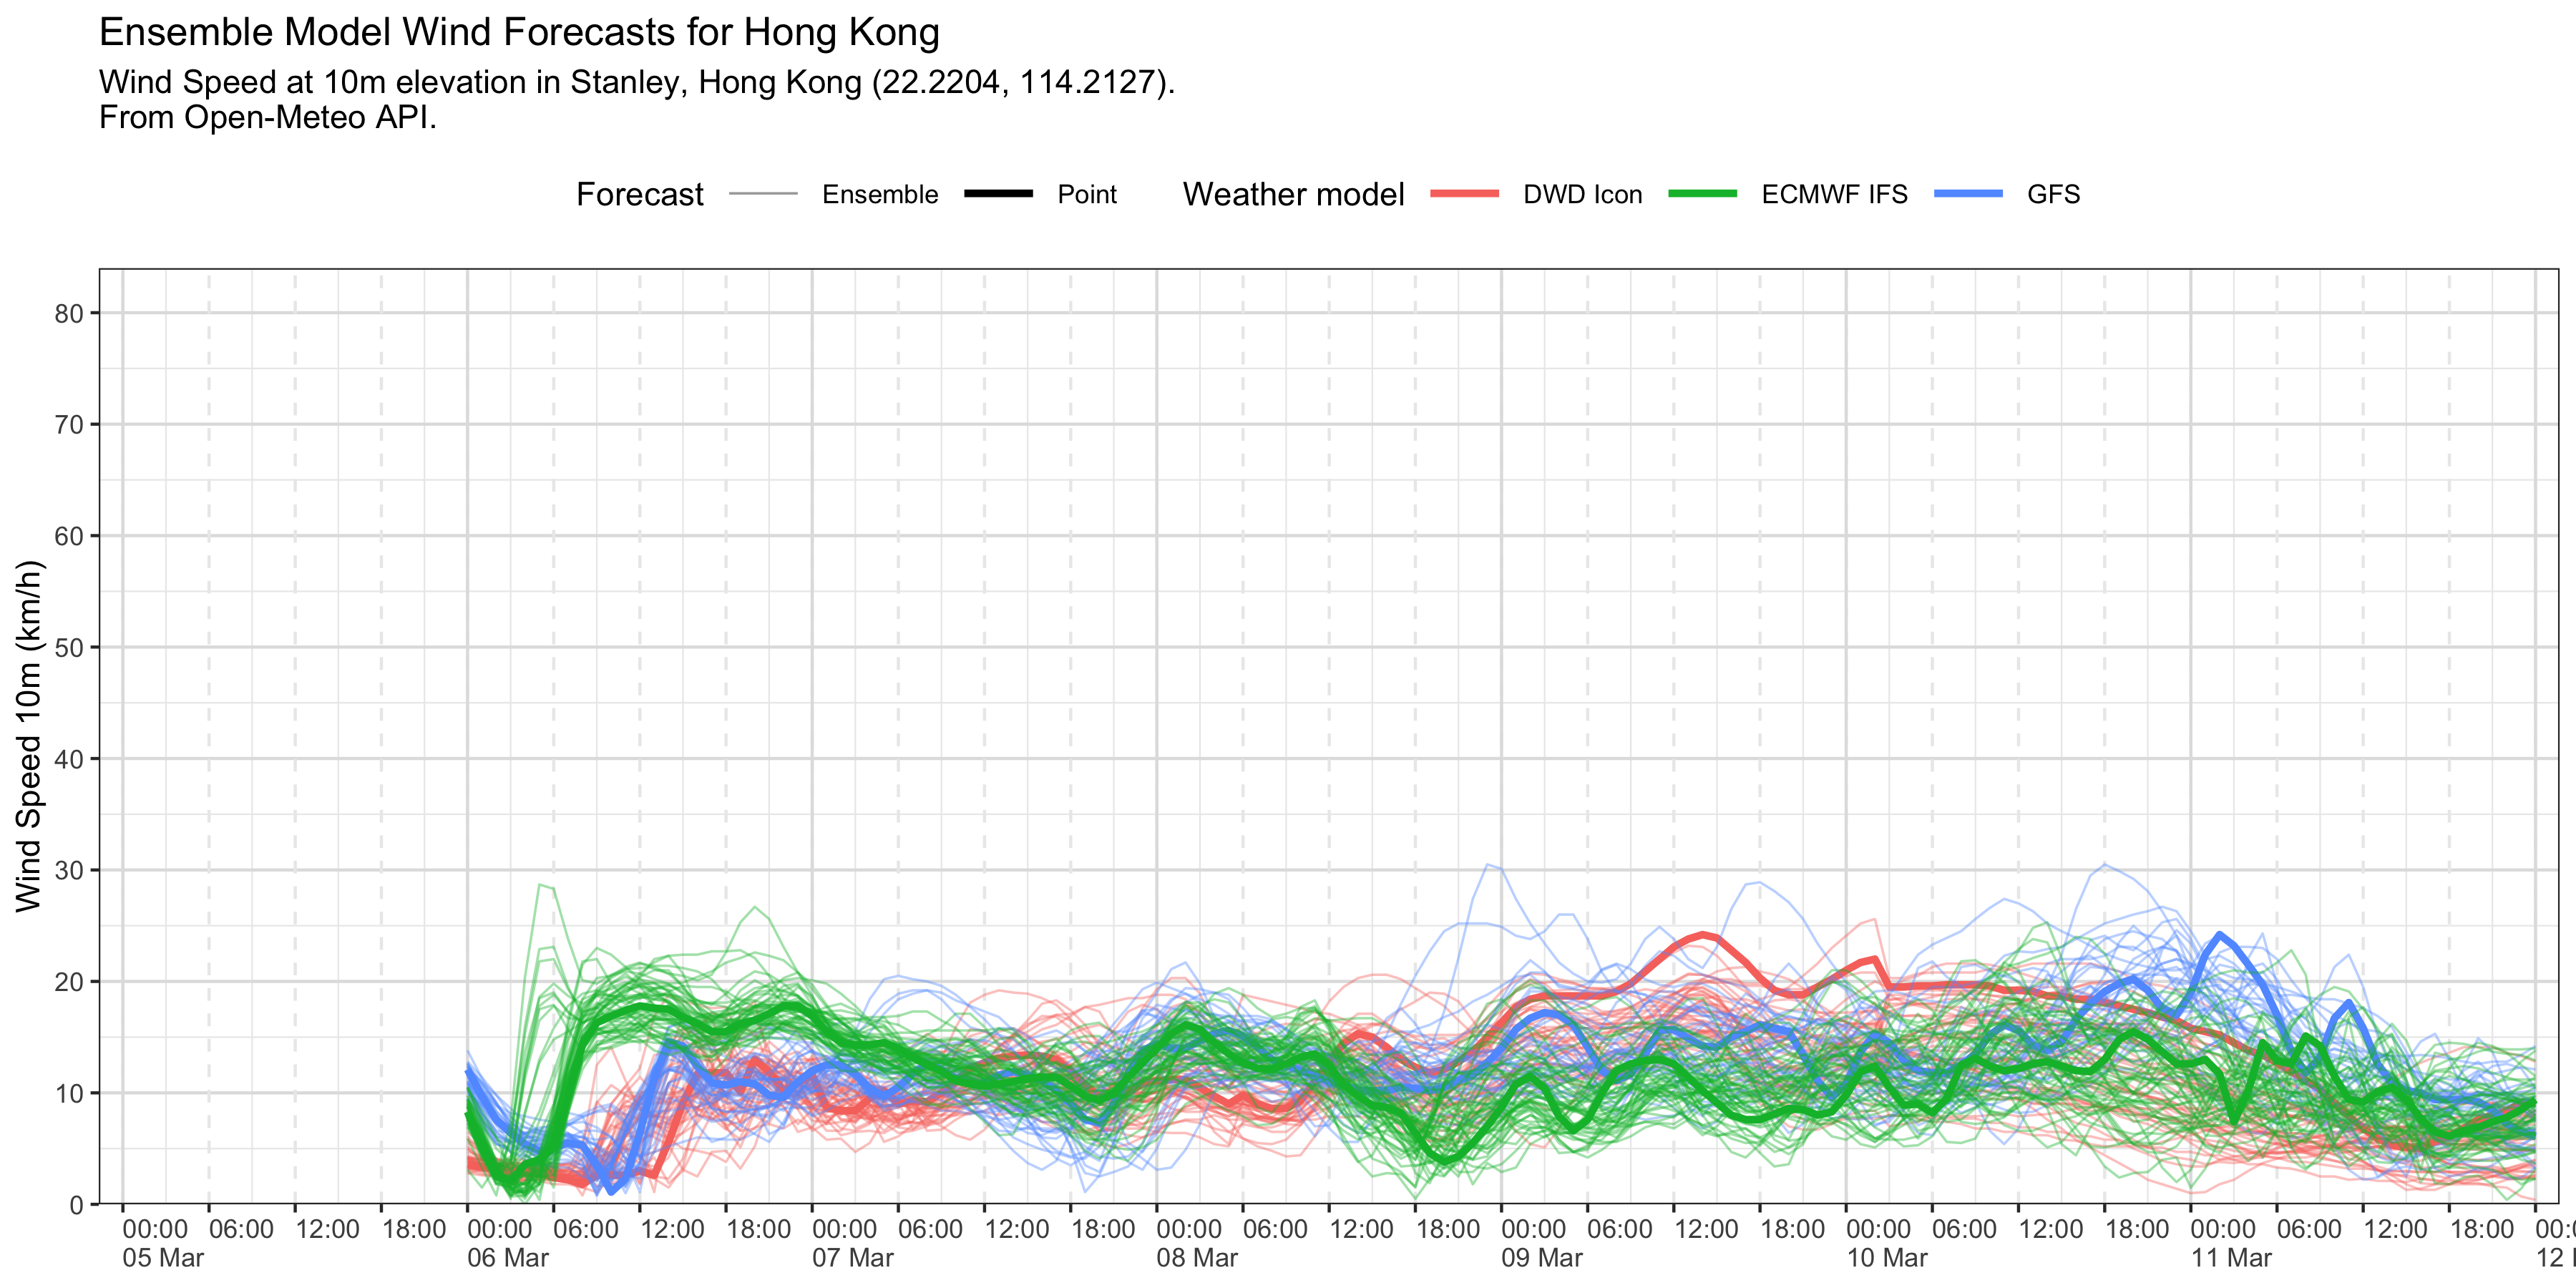 Ensemble Model Wind Forecasts for Hong Kong
Wind Speed at 10m elevation in Stanley, Hong Kong (22.2204, 114.2127).
From Open-Meteo API.
Forecast Ensemble Point Weather model DWD Icon ECMWF IFS GFS
Wind Speed 10m (km/h)
80
70
60
50
40
30
20
10
0
00:00 06:00 12:00 18:00 00:00 06:00 12:00 18:00 00:00 06:00 12:00 18:00 00:00 06:00 12:00 18:00 00:00 06:00 12:00 18:00 00:00 06:00 12:00 18:00 00:00 06:00 12:00 18:00
05 Mar 06 Mar 07 Mar 08 Mar 09 Mar 10 Mar 11 Mar 12